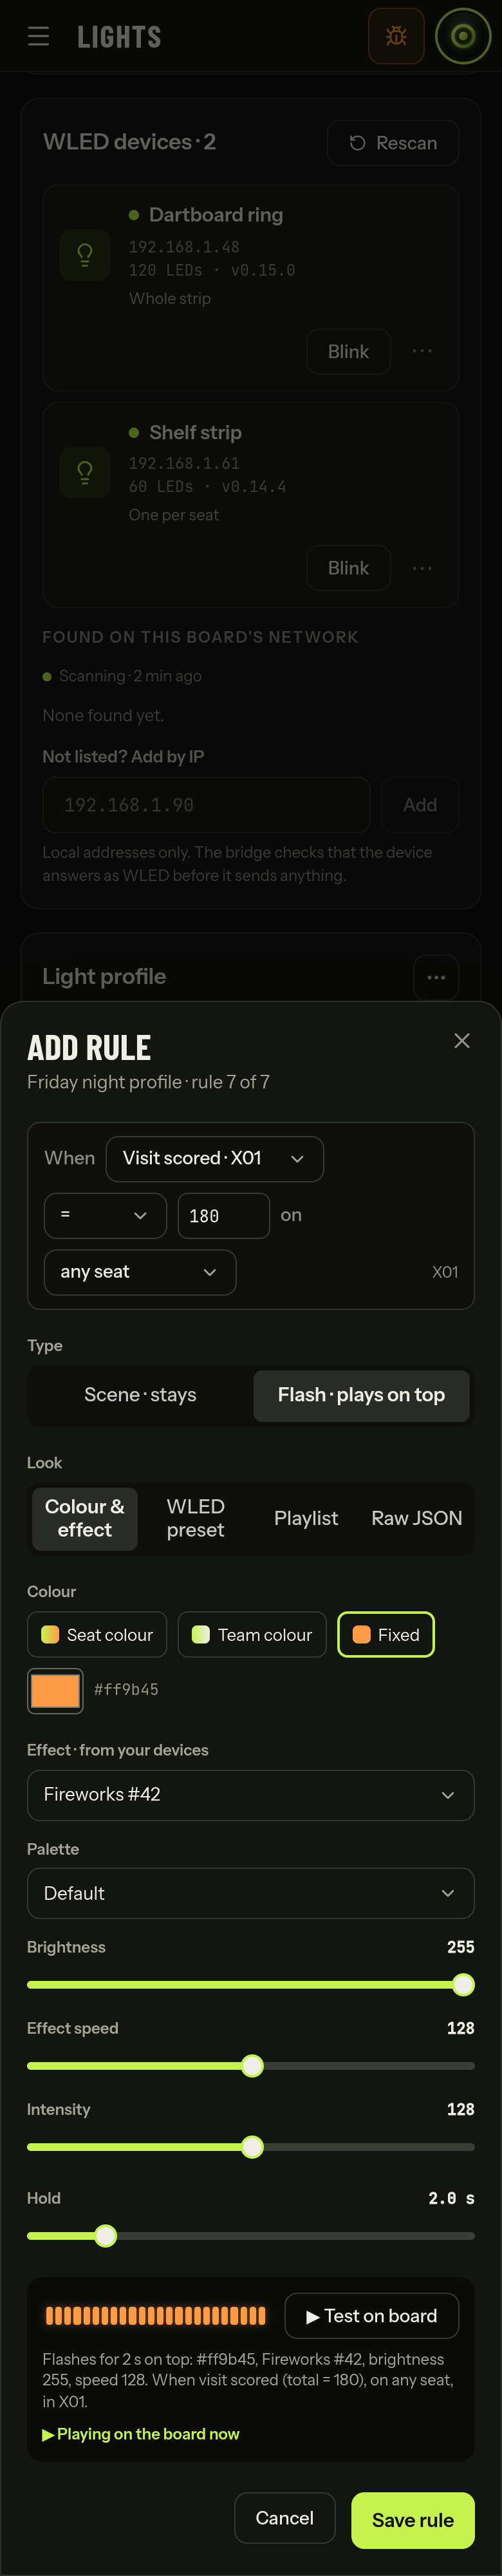 LIGHTS
WLED devices · 2
Rescan
Dartboard ring
192.168.1.48
120 LEDs · v0.15.0
Whole strip
Blink
Shelf strip
192.168.1.61
60 LEDs · v0.14.4
One per seat
Blink
FOUND ON THIS BOARD'S NETWORK
Scanning · 2 min ago
None found yet.
Not listed? Add by IP
192.168.1.90
Add
Local addresses only. The bridge checks that the device
answers as WLED before it sends anything.
Light profile
ADD RULE
Friday night profile · rule 7 of 7
When
Visit scored · X01
=
180
on
any seat
X01
Type
Scene · stays
Flash · plays on top
Look
Colour &
effect
WLED
preset
Playlist
Raw JSON
Colour
Seat colour
Team colour
Fixed
#ff9b45
Effect · from your devices
Fireworks #42
Palette
Default
Brightness
255
Effect speed
128
Intensity
128
Hold
2.0 s
▶ Test on board
Flashes for 2 s on top: #ff9b45, Fireworks #42, brightness
255, speed 128. When visit scored (total = 180), on any seat,
in X01.
▶ Playing on the board now
Cancel
Save rule